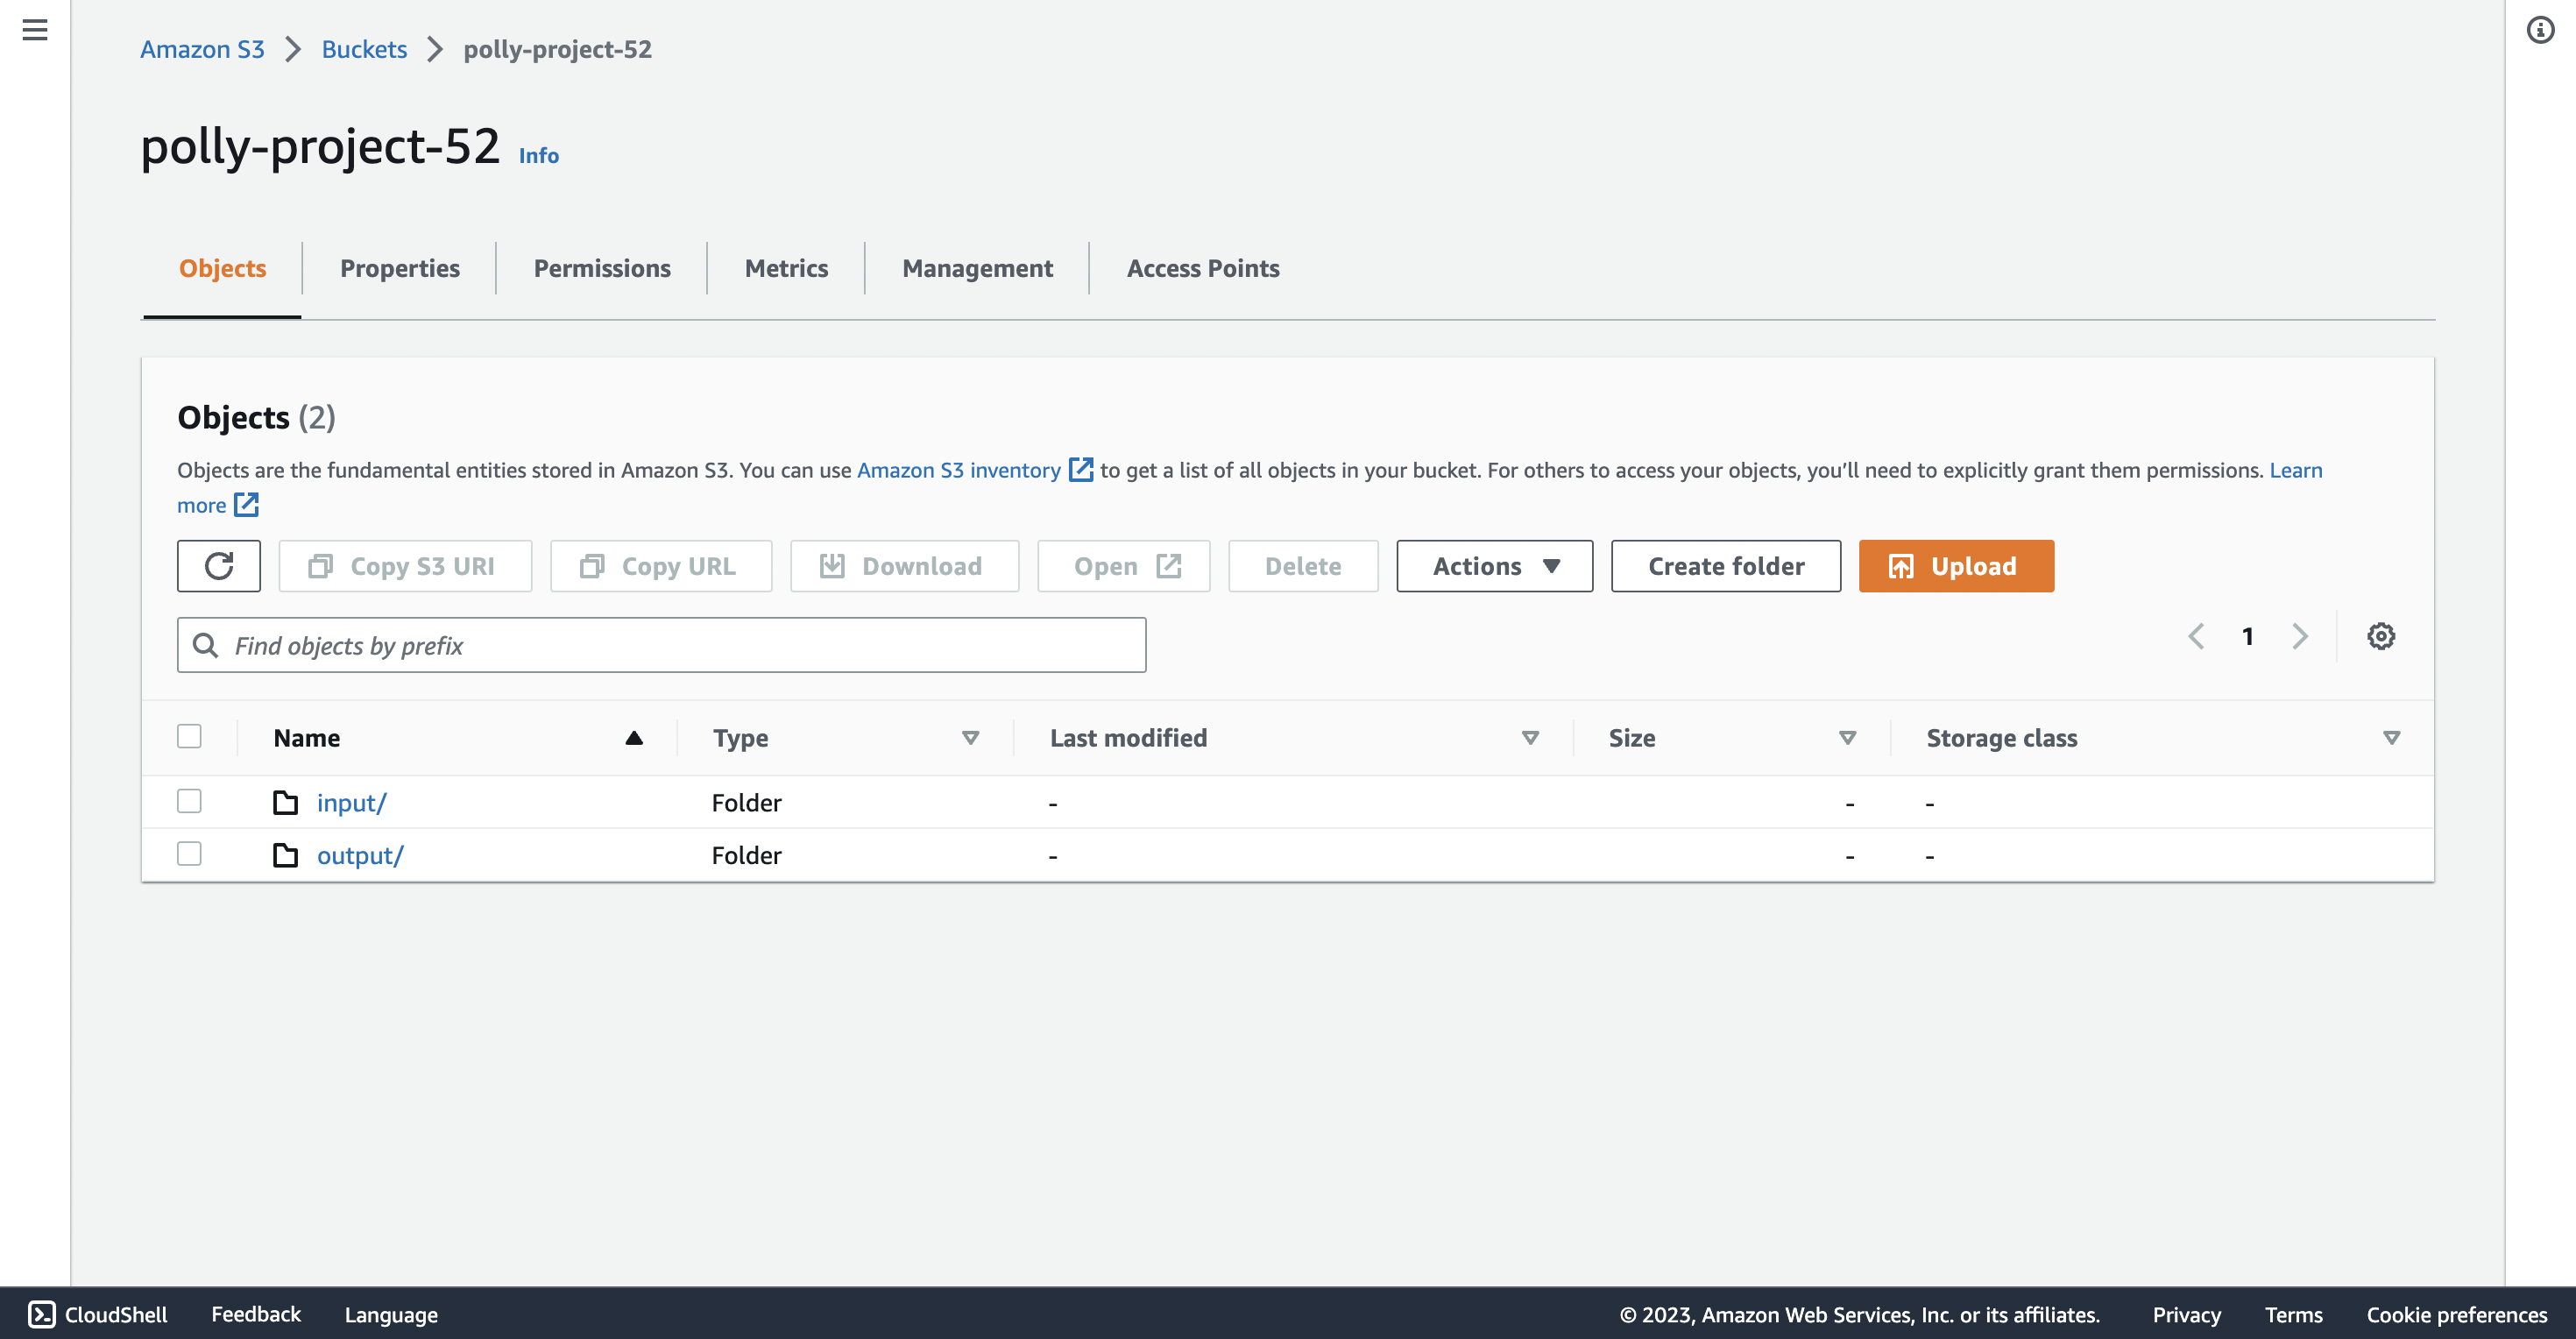 Amazon S3 Buckets polly-project-52
polly-project-52 Info
Objects Properties Permissions Metrics Management Access Points
Objects (2)
Objects are the fundamental entities stored in Amazon S3. You can use Amazon S3 inventory to get a list of all objects in your bucket. For others to access your objects, you’ll need to explicitly grant them permissions. Learn
more
Copy S3 URI Copy URL Download Open Delete Actions Create folder Upload
Find objects by prefix 1
Name Type Last modified Size Storage class
input/ Folder - - -
output/ Folder - - -
CloudShell Feedback Language © 2023, Amazon Web Services, Inc. or its affiliates. Privacy Terms Cookie preferences